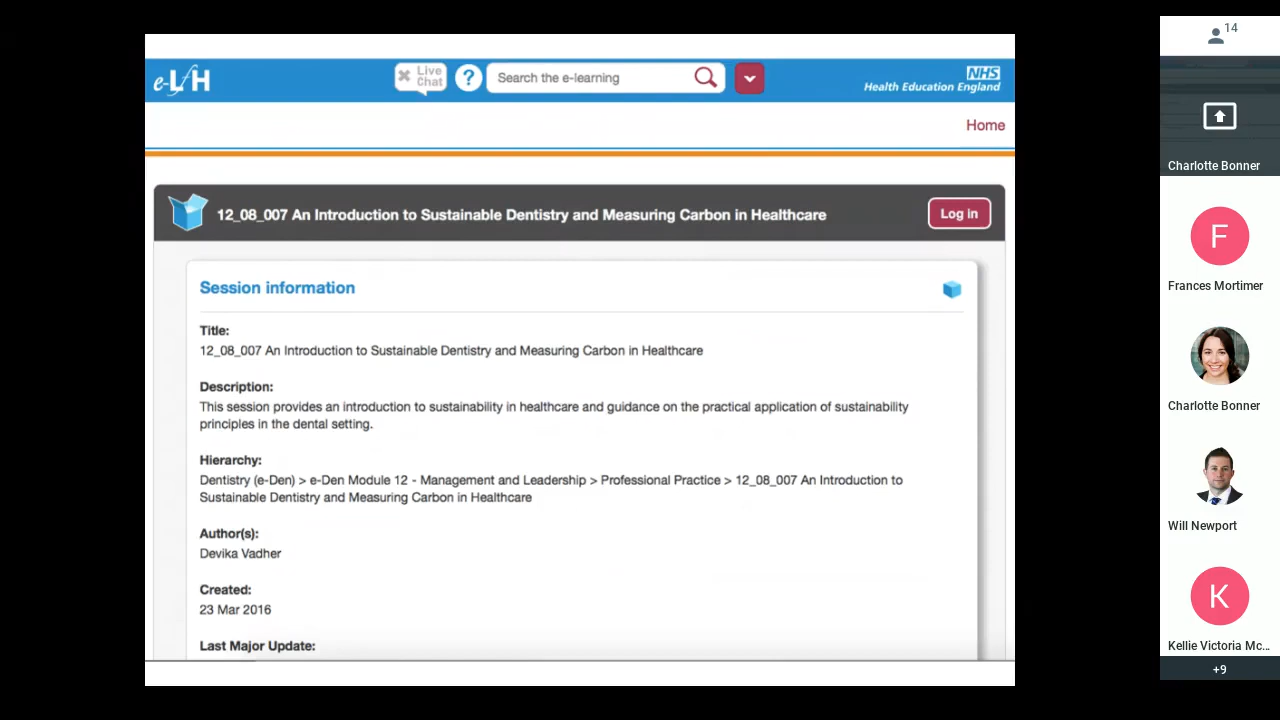 e-LfH
Live
Chat
?
Search the e-learning
NHS
Health Education England
Home
12_08_007 An Introduction to Sustainable Dentistry and Measuring Carbon in Healthcare
Log in
Session information
Title:
12_08_007 An Introduction to Sustainable Dentistry and Measuring Carbon in Healthcare
Description:
This session provides an introduction to sustainability in healthcare and guidance on the practical application of sustainability
principles in the dental setting.
Hierarchy:
Dentistry (e-Den) > e-Den Module 12 - Management and Leadership > Professional Practice > 12_08_007 An Introduction to
Sustainable Dentistry and Measuring Carbon in Healthcare
Author(s):
Devika Vadher
Created:
23 Mar 2016
Last Major Update:
14
Charlotte Bonner
F
Frances Mortimer
Charlotte Bonner
Will Newport
K
Kellie Victoria Mc...
+9